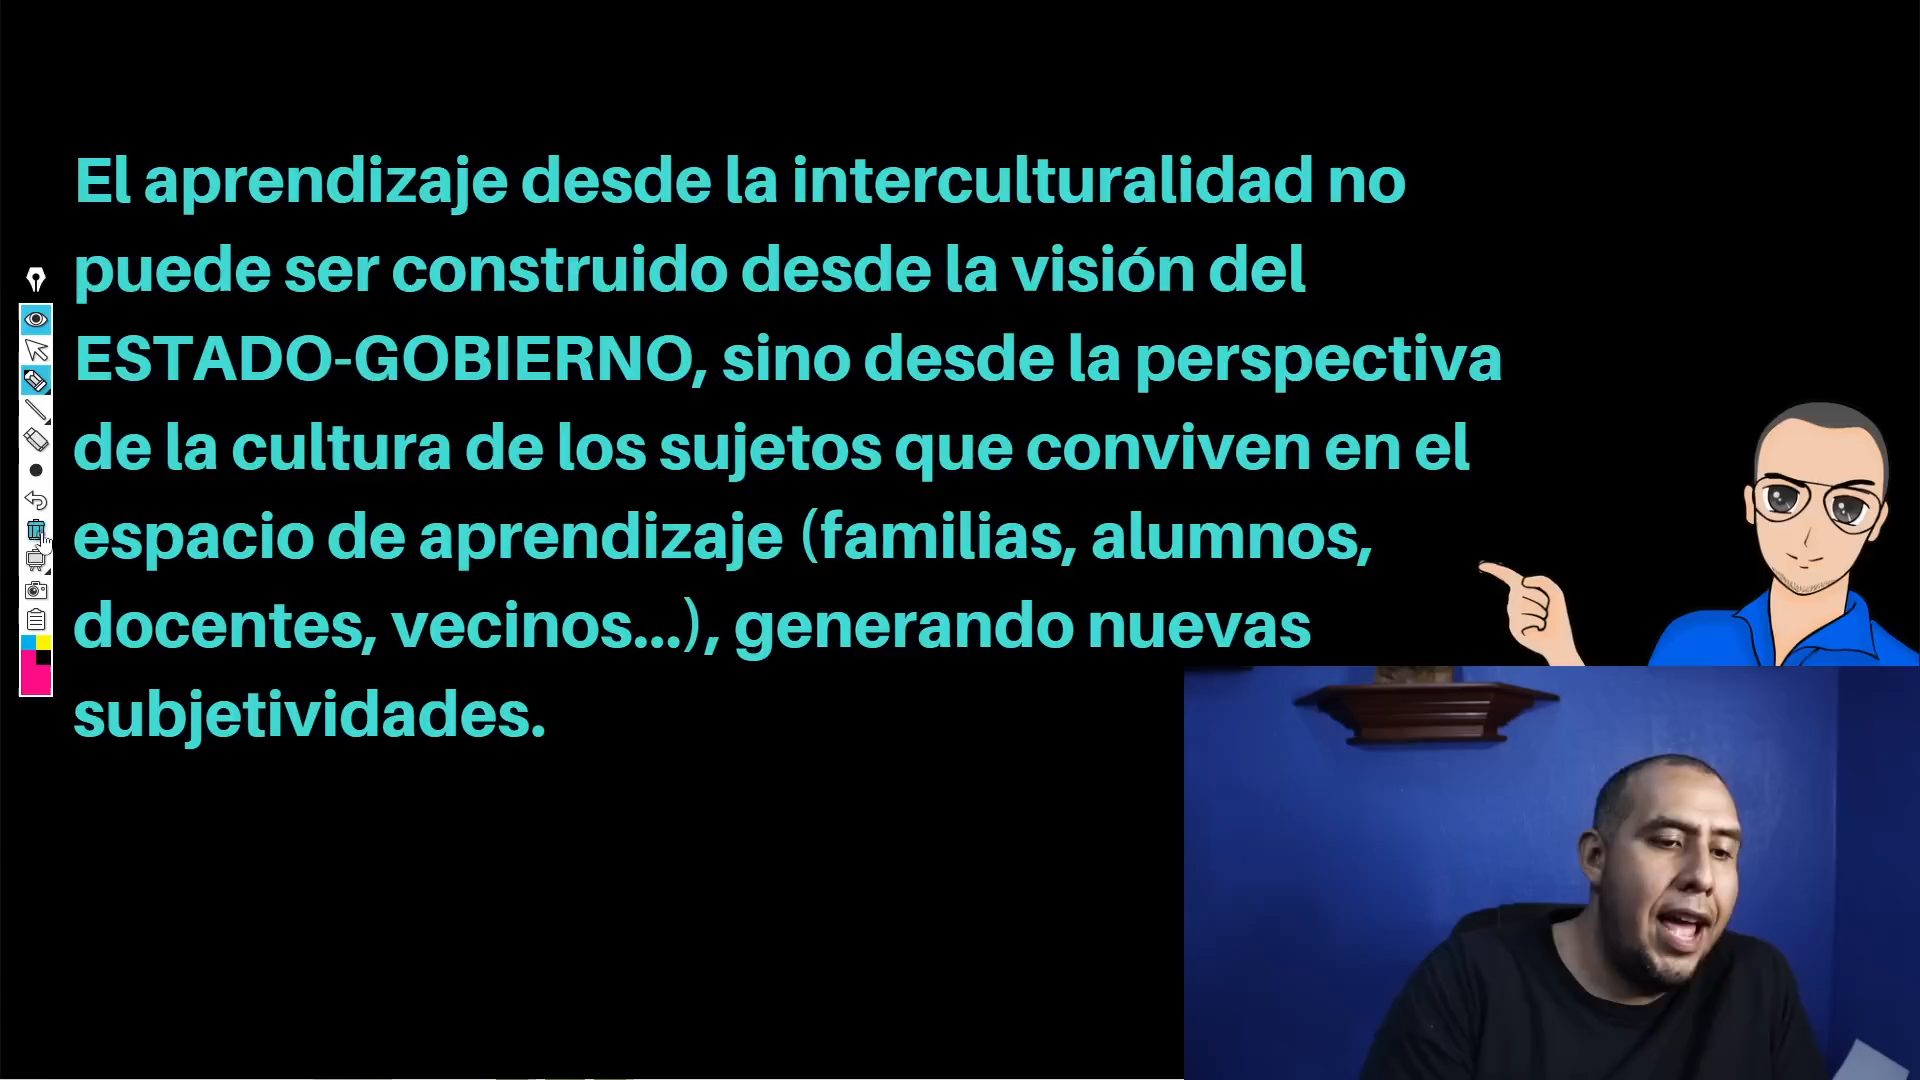 El aprendizaje desde la interculturalidad no
puede ser construido desde la visión del
ESTADO-GOBIERNO, sino desde la perspectiva
de la cultura de los sujetos que conviven en el
espacio de aprendizaje (familias, alumnos,
docentes, vecinos...), generando nuevas
subjetividades.